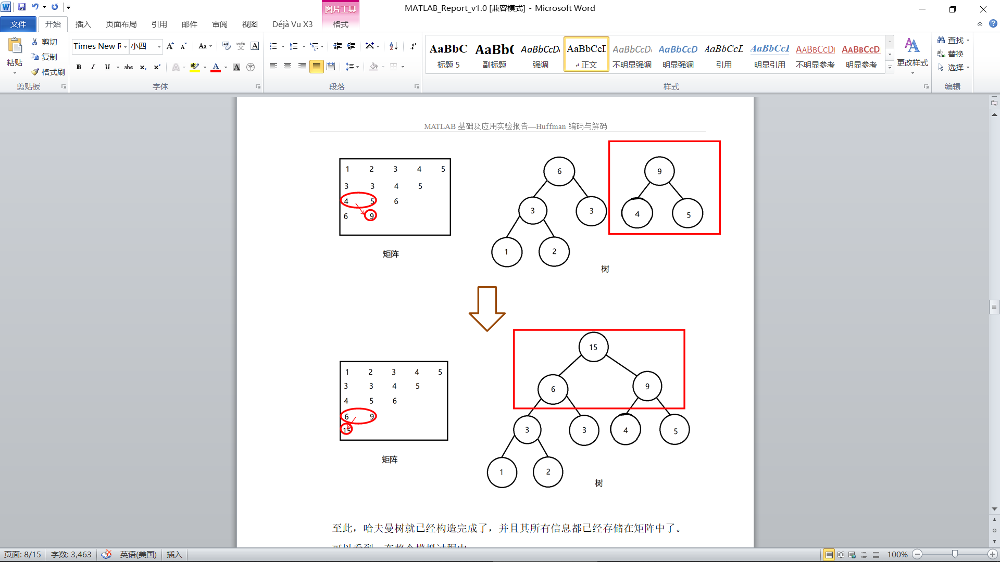 图片工具
MATLAB_Report_v1.0 [兼容模式] - Microsoft Word
文件 开始 插入 页面布局 引用 邮件 审阅 视图 Déjà Vu X3 格式
粘贴 剪切 复制 格式刷
Times New R 小四
AaBbC AaBb( AaBbCcD AaBbCcI AaBbCcD AaBbCcD AaBbCcL AaBbCcI AaBbCcD AaBbCcD
标题 5 副标题 强调 正文 不明显强调 明显强调 引用 明显引用 不明显参考 明显参考
更改样式 查找 替换 选择
剪贴板 字体 段落 样式 编辑
MATLAB 基础及应用实验报告—Huffman 编码与解码
1 2 3 4 5
3 3 4 5
4 5 6
6 9
矩阵
6
3 3
1 2
9
4 5
树
1 2 3 4 5
3 3 4 5
4 5 6
6 9
15
矩阵
15
6 9
3 3 4 5
1 2
树
至此，哈夫曼树就已经构造完成了，并且其所有信息都已经存储在矩阵中了。
页面: 8/15 字数: 3,463 英语(美国) 插入 100%